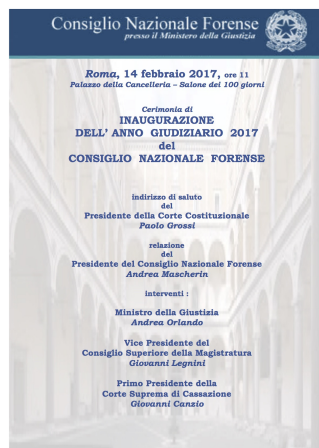 Consiglio Nazionale Forense
presso il Ministero della Giustizia
Roma, 14 febbraio 2017, ore 11
Palazzo della Cancelleria – Salone dei 100 giorni
Cerimonia di
INAUGURAZIONE
DELL' ANNO GIUDIZIARIO 2017
del
CONSIGLIO NAZIONALE FORENSE
indirizzo di saluto
del
Presidente della Corte Costituzionale
Paolo Grossi
relazione
del
Presidente del Consiglio Nazionale Forense
Andrea Mascherin
interventi :
Ministro della Giustizia
Andrea Orlando
Vice Presidente del
Consiglio Superiore della Magistratura
Giovanni Legnini
Primo Presidente della
Corte Suprema di Cassazione
Giovanni Canzio